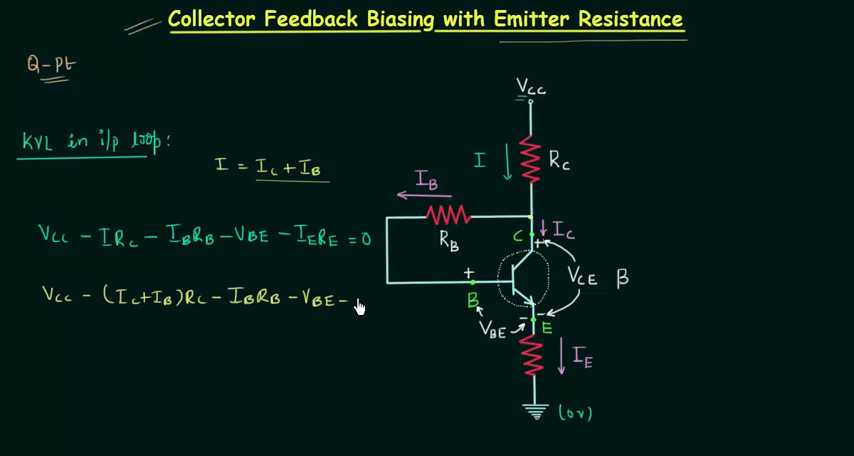 Collector Feedback Biasing with Emitter Resistance
Q-Pt
KVL in i/p loop:
I = IC + IB
VCC - IRC - IBRB - VBE - IERE = 0
VCC - (IC+IB)RC - IBRB - VBE -
VCC
I
RC
IB
RB
C
IC
+
+
B
VCE
β
VBE
-
-
E
IE
(0V)